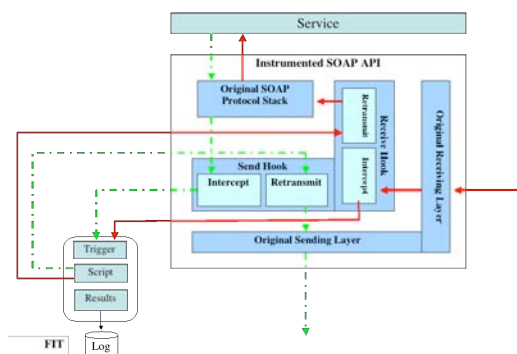 Service
Instrumented SOAP API
Original SOAP
Protocol Stack
Retransmit
Receive Hook
Original Receiving Layer
Send Hook
Intercept
Retransmit
Intercept
Original Sending Layer
Trigger
Script
Results
FIT
Log